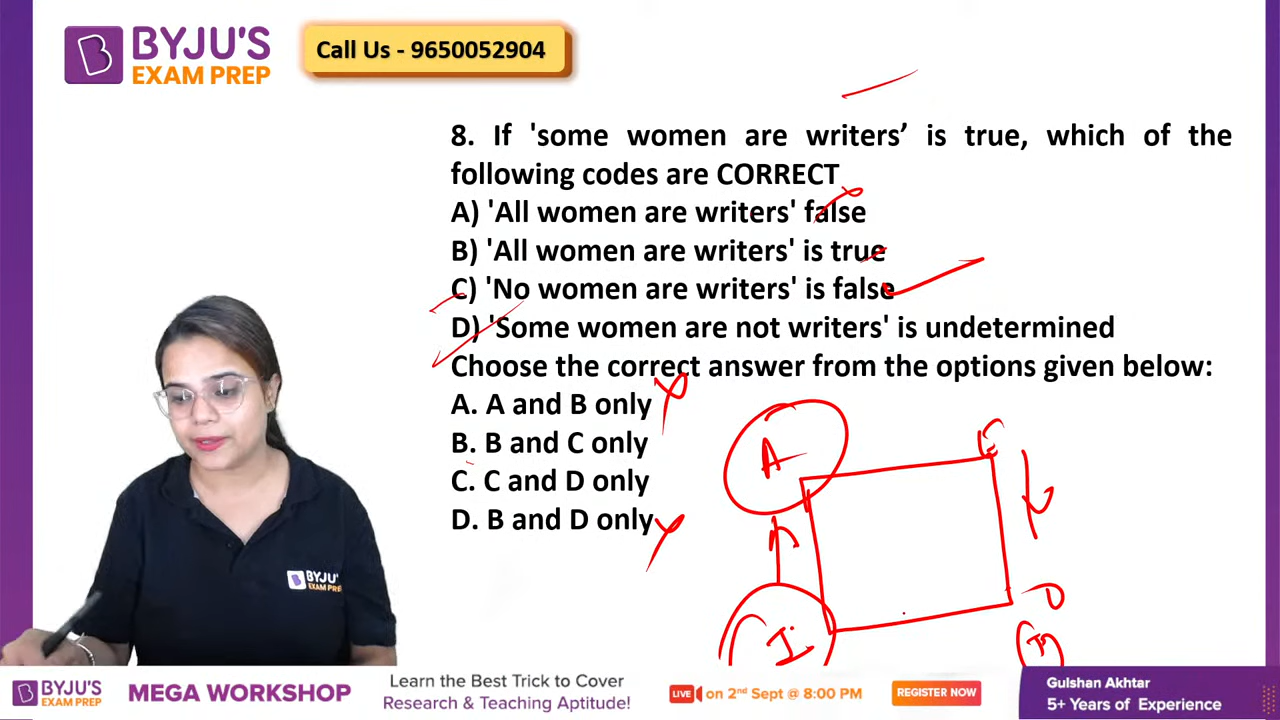 BYJU'S
EXAM PREP
Call Us - 9650052904
8. If 'some women are writers’ is true, which of the
following codes are CORRECT
A) 'All women are writers' false
B) 'All women are writers' is true
C) 'No women are writers' is false
D) 'Some women are not writers' is undetermined
Choose the correct answer from the options given below:
A. A and B only
B. B and C only
C. C and D only
D. B and D only
A
I
O
BYJU'S
EXAM PREP
BYJU'S
EXAM PREP
MEGA WORKSHOP
Learn the Best Trick to Cover
Research & Teaching Aptitude!
LIVE on 2nd Sept @ 8:00 PM
REGISTER NOW
Gulshan Akhtar
5+ Years of Experience